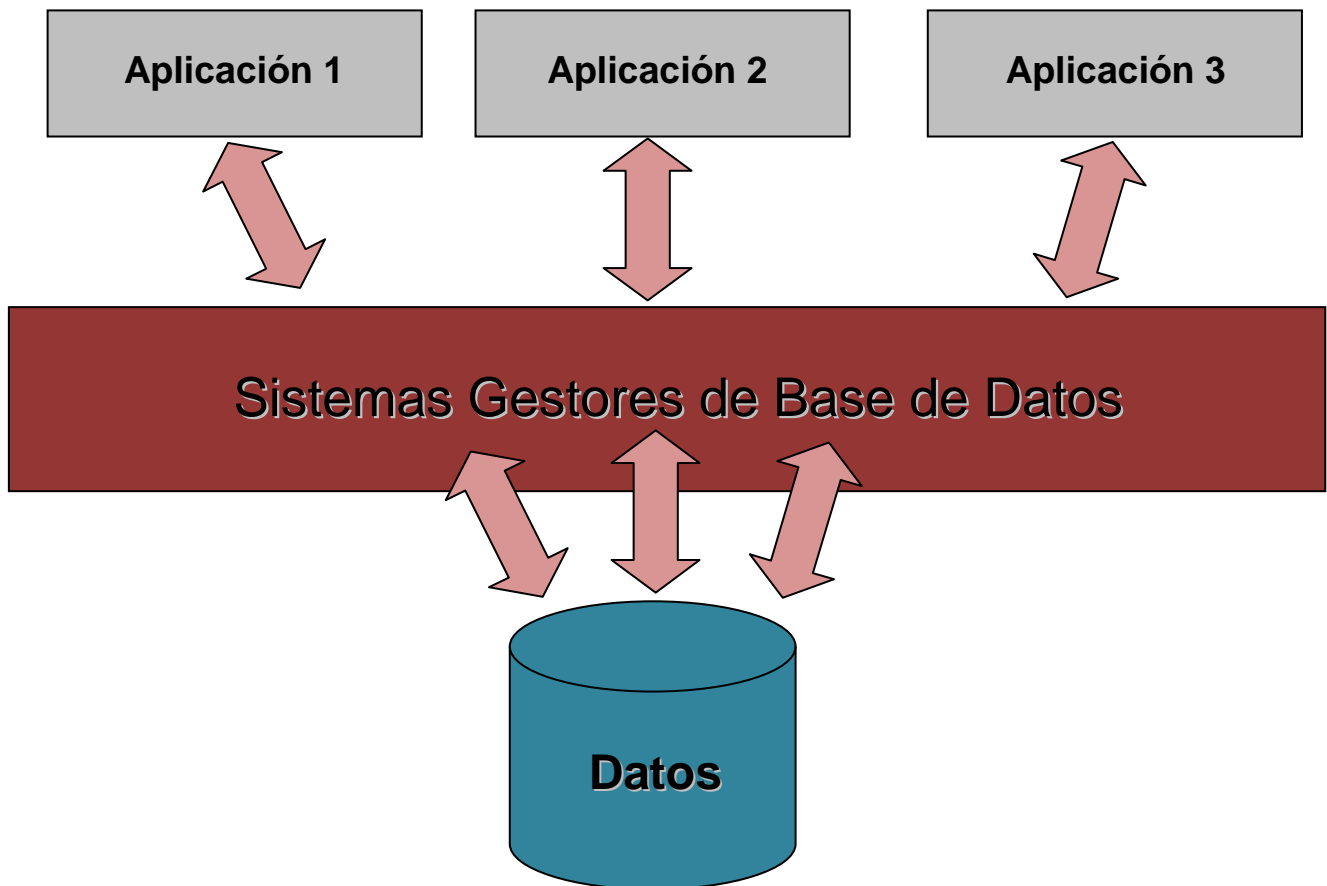 Aplicación 1
Aplicación 2
Aplicación 3
Sistemas Gestores de Base de Datos
Datos